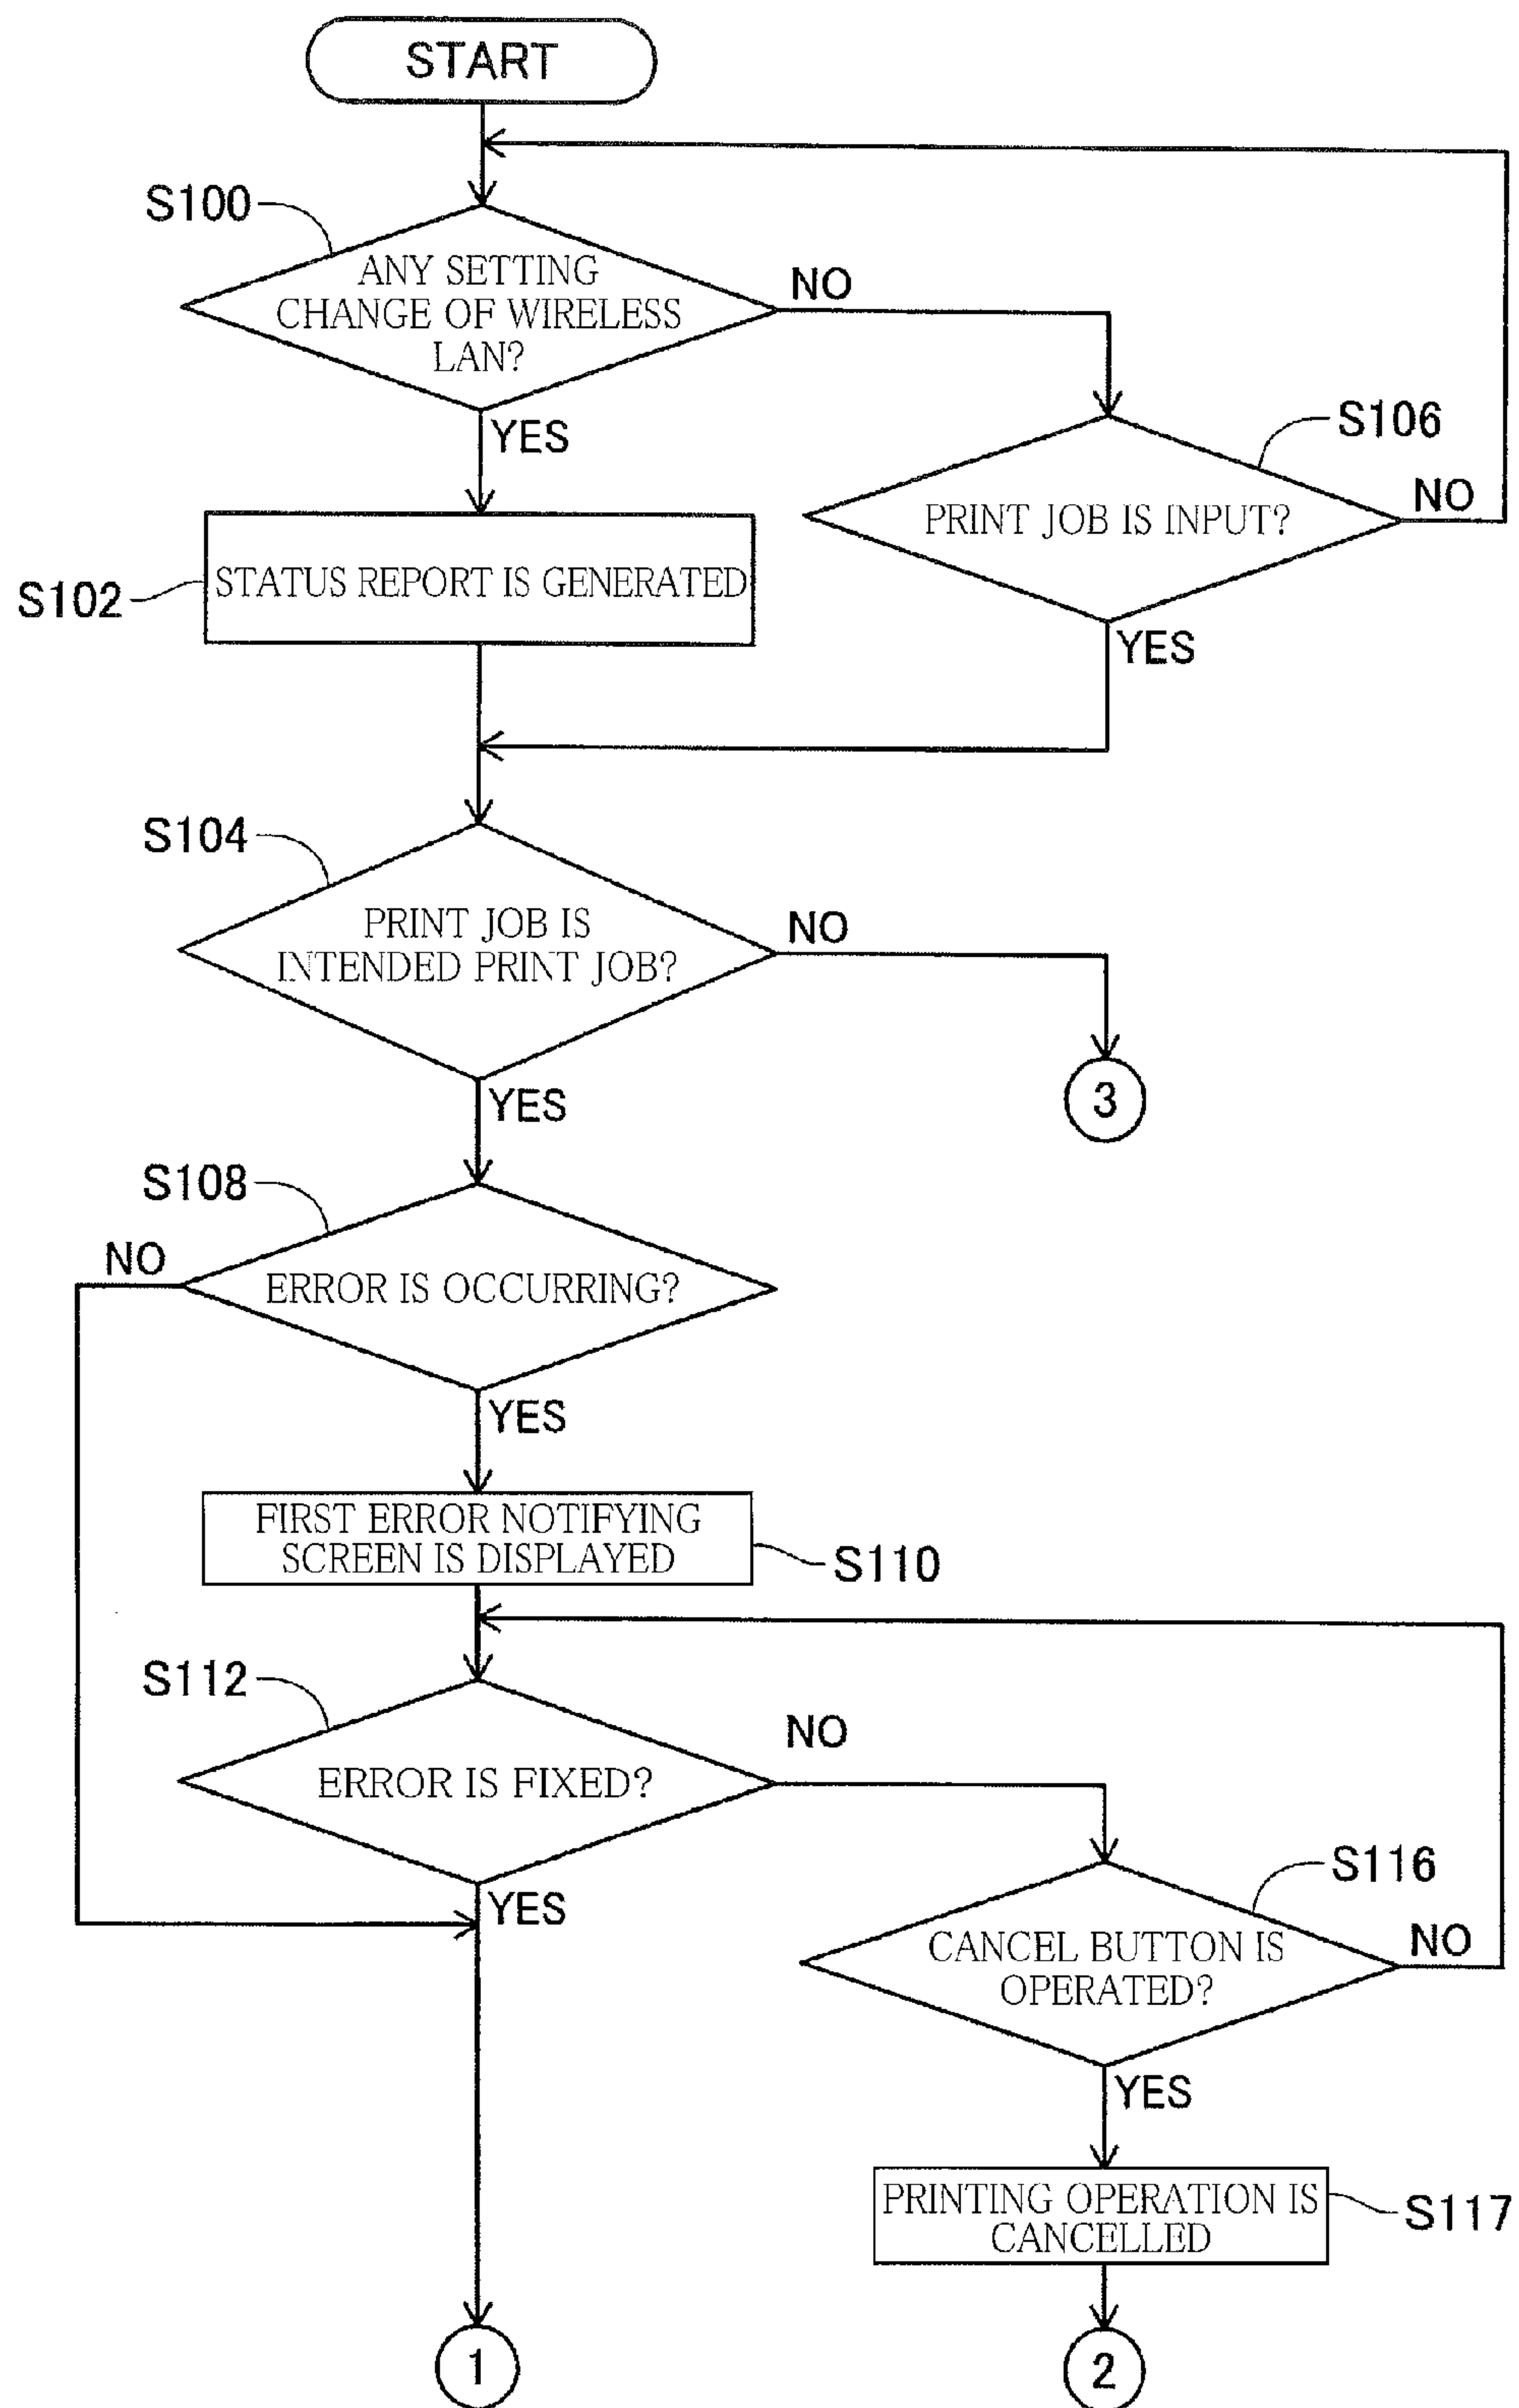 START
S100
ANY SETTING
CHANGE OF WIRELESS
LAN?
NO
YES
S106
PRINT JOB IS INPUT?
NO
YES
S102
STATUS REPORT IS GENERATED
S104
PRINT JOB IS
INTENDED PRINT JOB?
NO
3
YES
S108
NO
ERROR IS OCCURRING?
YES
FIRST ERROR NOTIFYING
SCREEN IS DISPLAYED
S110
S112
ERROR IS FIXED?
NO
YES
S116
CANCEL BUTTON IS
OPERATED?
NO
YES
PRINTING OPERATION IS
CANCELLED
S117
1
2